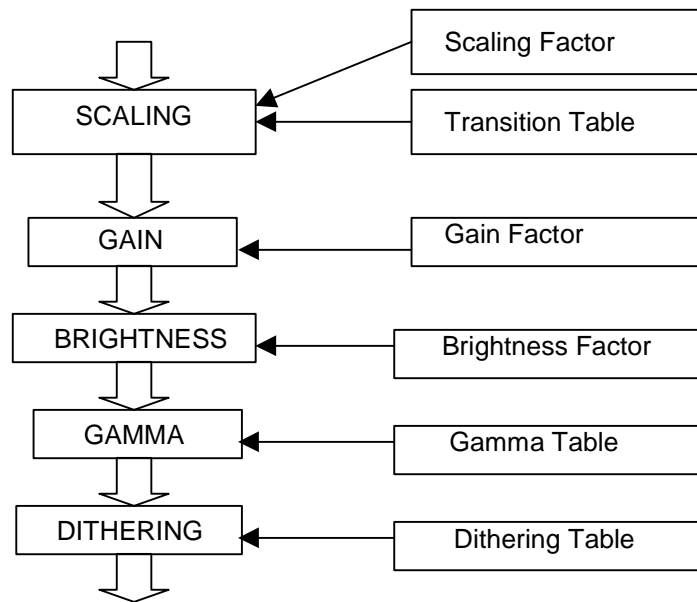 Scaling Factor
SCALING
Transition Table
GAIN
Gain Factor
BRIGHTNESS
Brightness Factor
GAMMA
Gamma Table
DITHERING
Dithering Table